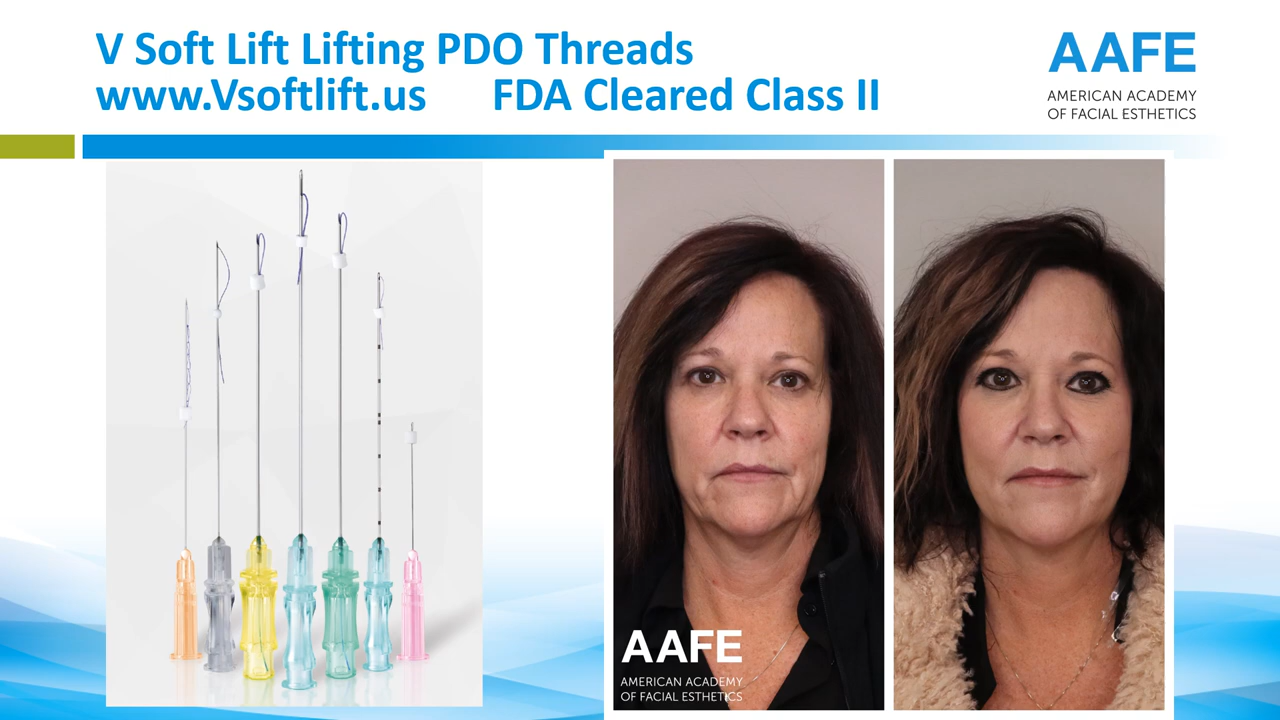 V Soft Lift Lifting PDO Threads
www.Vsoftlift.us FDA Cleared Class II
AAFE
AMERICAN ACADEMY
OF FACIAL ESTHETICS
AAFE
AMERICAN ACADEMY
OF FACIAL ESTHETICS